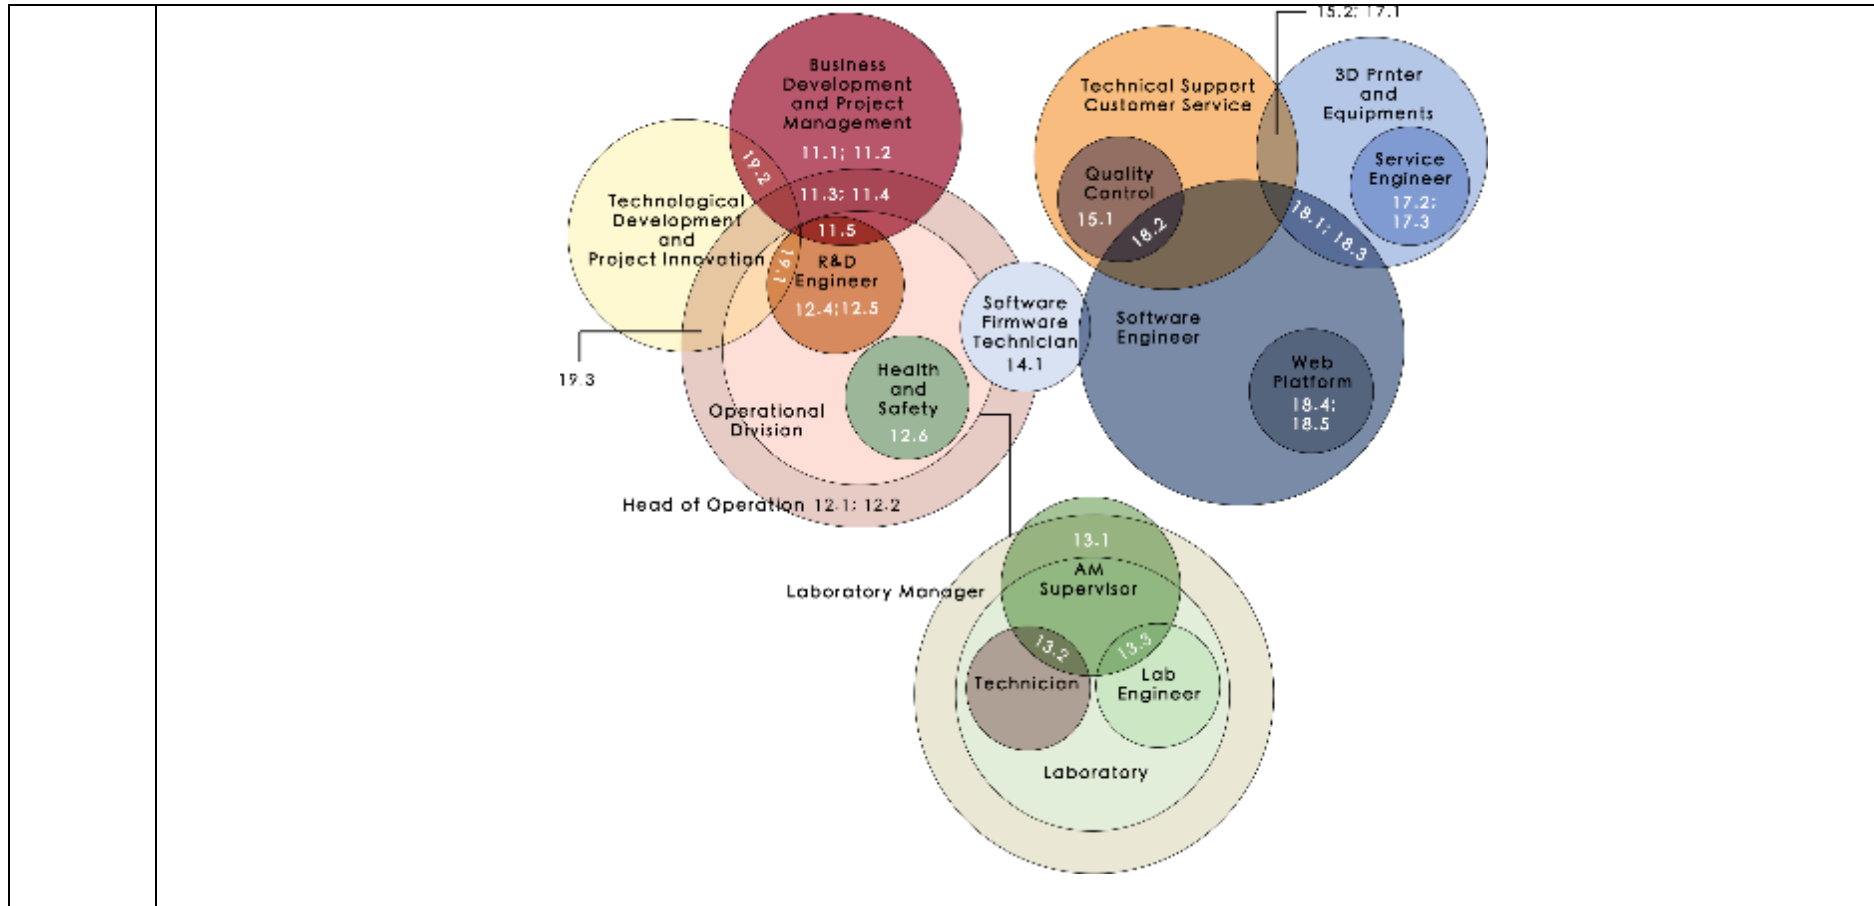 15.2; 17.1
Business
Development
and Project
Management
11.1; 11.2
11.3; 11.4
11.5
19.2
Technological
Development
and
Project Innovation
19.1
R&D
Engineer
12.4;12.5
19.3
Health
and
Safety
12.6
Operational
Division
Head of Operation 12.1; 12.2
Software
Firmware
Technician
14.1
Technical Support
Customer Service
Quality
Control
15.1
18.2
3D Prnter
and
Equipments
Service
Engineer
17.2;
17.3
18.1; 18.3
Software
Engineer
Web
Platform
18.4;
18.5
13.1
AM
Supervisor
Laboratory Manager
13.2
13.3
Technician
Lab
Engineer
Laboratory